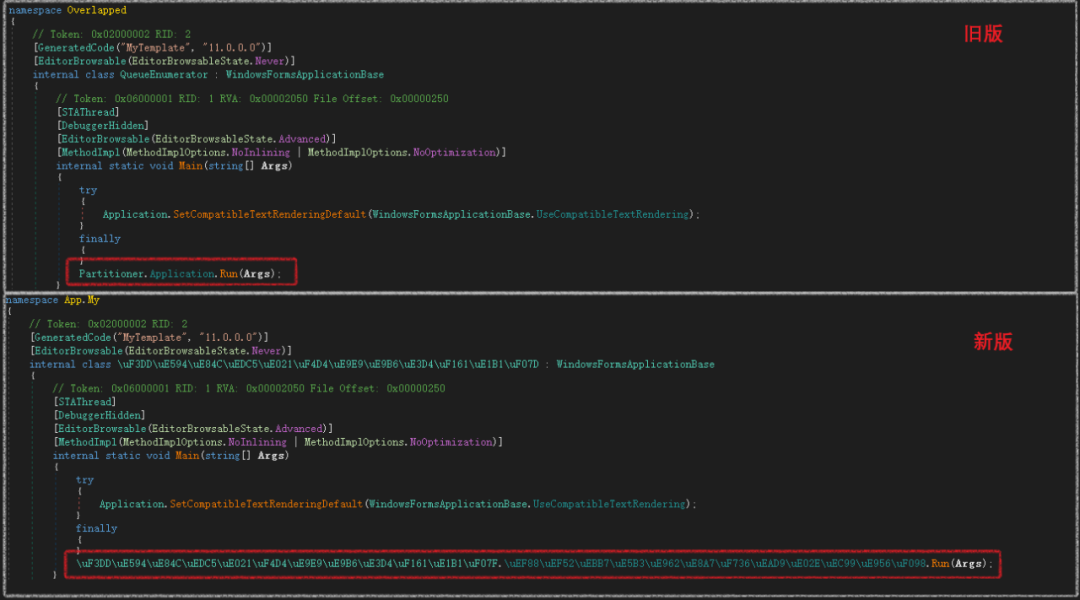 namespace Overlapped
{
// Token: 0x02000002 RID: 2
[GeneratedCode("MyTemplate", "11.0.0.0")]
[EditorBrowsable(EditorBrowsableState.Never)]
internal class QueueEnumerator : WindowsFormsApplicationBase
{
// Token: 0x06000001 RID: 1 RVA: 0x00002050 File Offset: 0x00000250
[STAThread]
[DebuggerHidden]
[EditorBrowsable(EditorBrowsableState.Advanced)]
[MethodImpl(MethodImplOptions.NoInlining | MethodImplOptions.NoOptimization)]
internal static void Main(string[] Args)
{
try
{
Application.SetCompatibleTextRenderingDefault(WindowsFormsApplicationBase.UseCompatibleTextRendering);
}
finally
{
}
Partitioner.Application.Run(Args);
}
旧版
namespace App.My
{
// Token: 0x02000002 RID: 2
[GeneratedCode("MyTemplate", "11.0.0.0")]
[EditorBrowsable(EditorBrowsableState.Never)]
internal class \uF3DD\uE594\uE84C\uEDC5\uE021\uF4D4\uE9E9\uE9B6\uE3D4\uF161\uE1B1\uF07D : WindowsFormsApplicationBase
{
// Token: 0x06000001 RID: 1 RVA: 0x00002050 File Offset: 0x00000250
[STAThread]
[DebuggerHidden]
[EditorBrowsable(EditorBrowsableState.Advanced)]
[MethodImpl(MethodImplOptions.NoInlining | MethodImplOptions.NoOptimization)]
internal static void Main(string[] Args)
{
try
{
Application.SetCompatibleTextRenderingDefault(WindowsFormsApplicationBase.UseCompatibleTextRendering);
}
finally
{
}
\uF3DD\uE594\uE84C\uEDC5\uE021\uF4D4\uE9E9\uE9B6\uE3D4\uF161\uE1B1\uF07F.\uEF88\uEF52\uEBB7\uE5B3\uE962\uE8A7\uF736\uEAD9\uE02E\uEC99\uE956\uF098.Run(Args);
}
新版